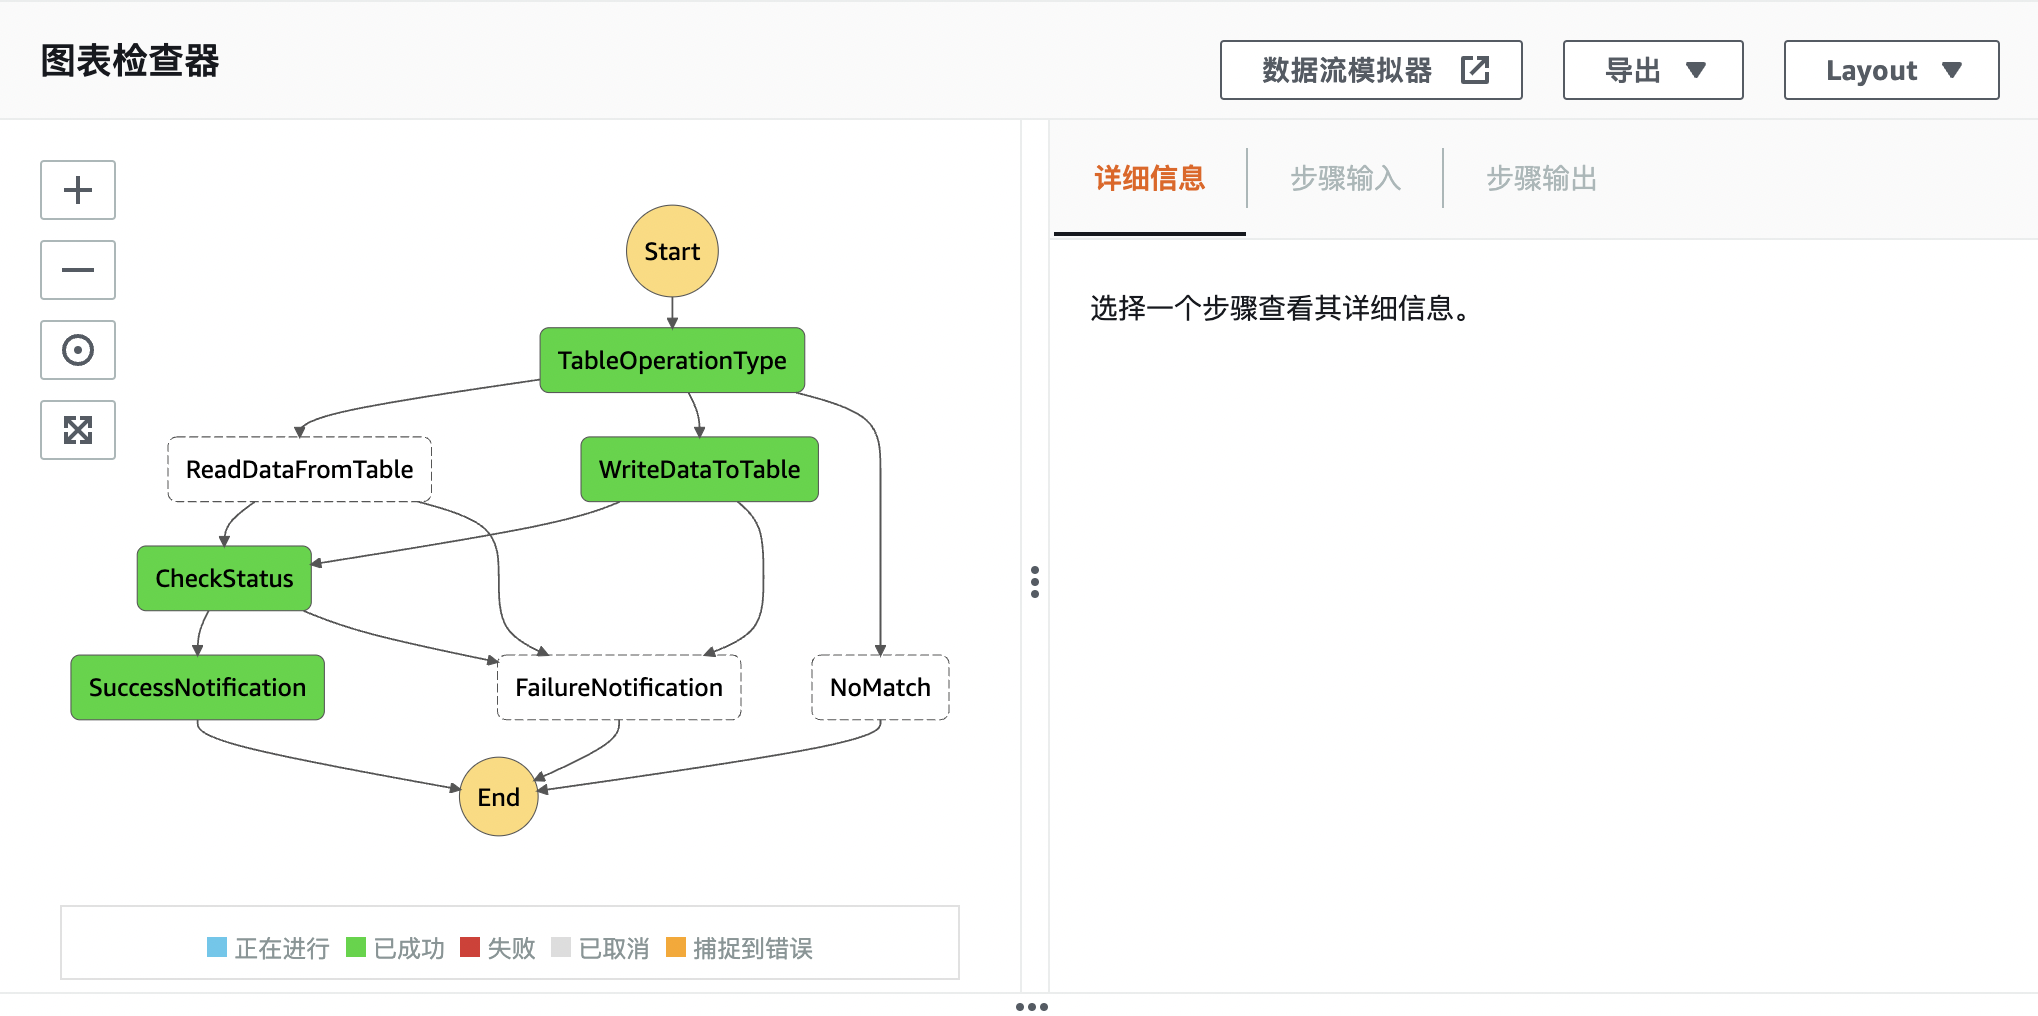 图表检查器
数据流模拟器
导出
Layout
详细信息
步骤输入
步骤输出
选择一个步骤查看其详细信息。
Start
TableOperationType
ReadDataFromTable
WriteDataToTable
CheckStatus
SuccessNotification
FailureNotification
NoMatch
End
正在进行 已成功 失败 已取消 捕捉到错误